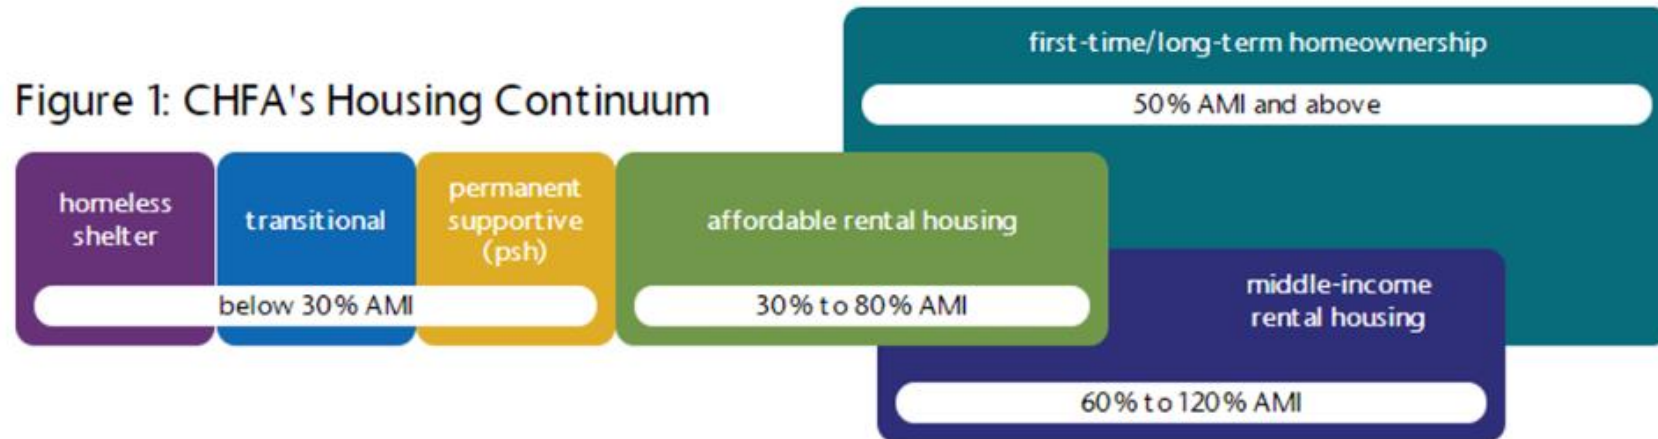 Figure 1: CHFA's Housing Continuum
first-time/long-term homeownership
50% AMI and above
homeless
shelter
transitional
permanent
supportive
(psh)
below 30% AMI
affordable rental housing
30% to 80% AMI
middle-income
rental housing
60% to 120% AMI